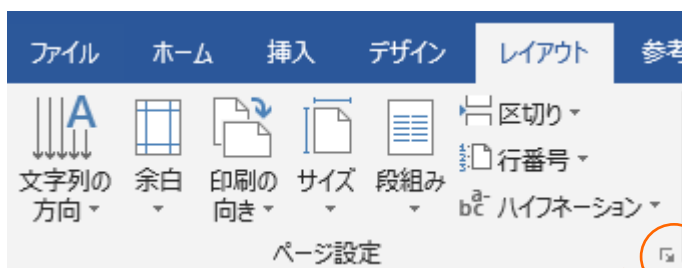 ファイル ホーム 挿入 デザイン レイアウト 参考
文字列の方向
余白
印刷の向き
サイズ
段組み
区切り
行番号
ハイフネーション
ページ設定